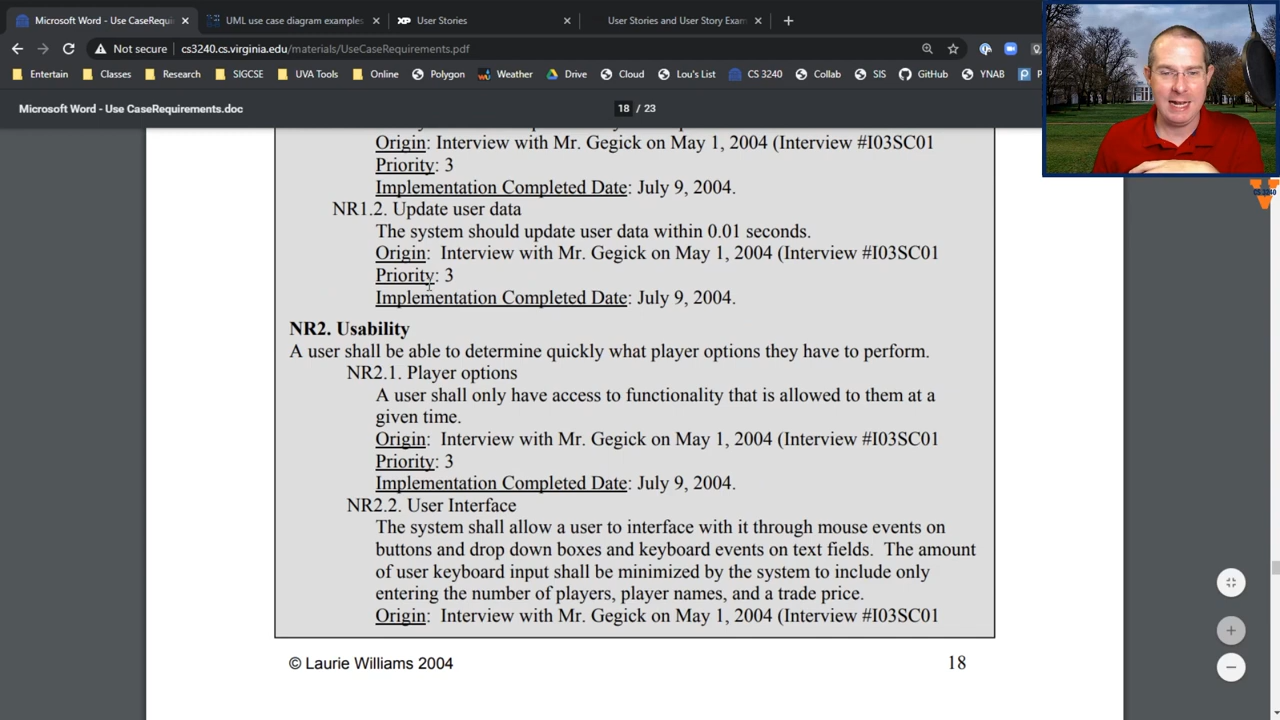 Microsoft Word - Use CaseRequi
UML use case diagram examples
XP User Stories
User Stories and User Story Exam
Not secure
cs3240.cs.virginia.edu/materials/UseCaseRequirements.pdf
Entertain Classes Research SIGCSE UVA Tools Online Polygon Weather Drive Cloud Lou's List CS 3240 Collab SIS GitHub YNAB
Microsoft Word - Use CaseRequirements.doc
18 / 23
Origin: Interview with Mr. Gegick on May 1, 2004 (Interview #I03SC01
Priority: 3
Implementation Completed Date: July 9, 2004.
NR1.2. Update user data
The system should update user data within 0.01 seconds.
Origin: Interview with Mr. Gegick on May 1, 2004 (Interview #I03SC01
Priority: 3
Implementation Completed Date: July 9, 2004.
NR2. Usability
A user shall be able to determine quickly what player options they have to perform.
NR2.1. Player options
A user shall only have access to functionality that is allowed to them at a
given time.
Origin: Interview with Mr. Gegick on May 1, 2004 (Interview #I03SC01
Priority: 3
Implementation Completed Date: July 9, 2004.
NR2.2. User Interface
The system shall allow a user to interface with it through mouse events on
buttons and drop down boxes and keyboard events on text fields. The amount
of user keyboard input shall be minimized by the system to include only
entering the number of players, player names, and a trade price.
Origin: Interview with Mr. Gegick on May 1, 2004 (Interview #I03SC01
© Laurie Williams 2004
18
CS 3240